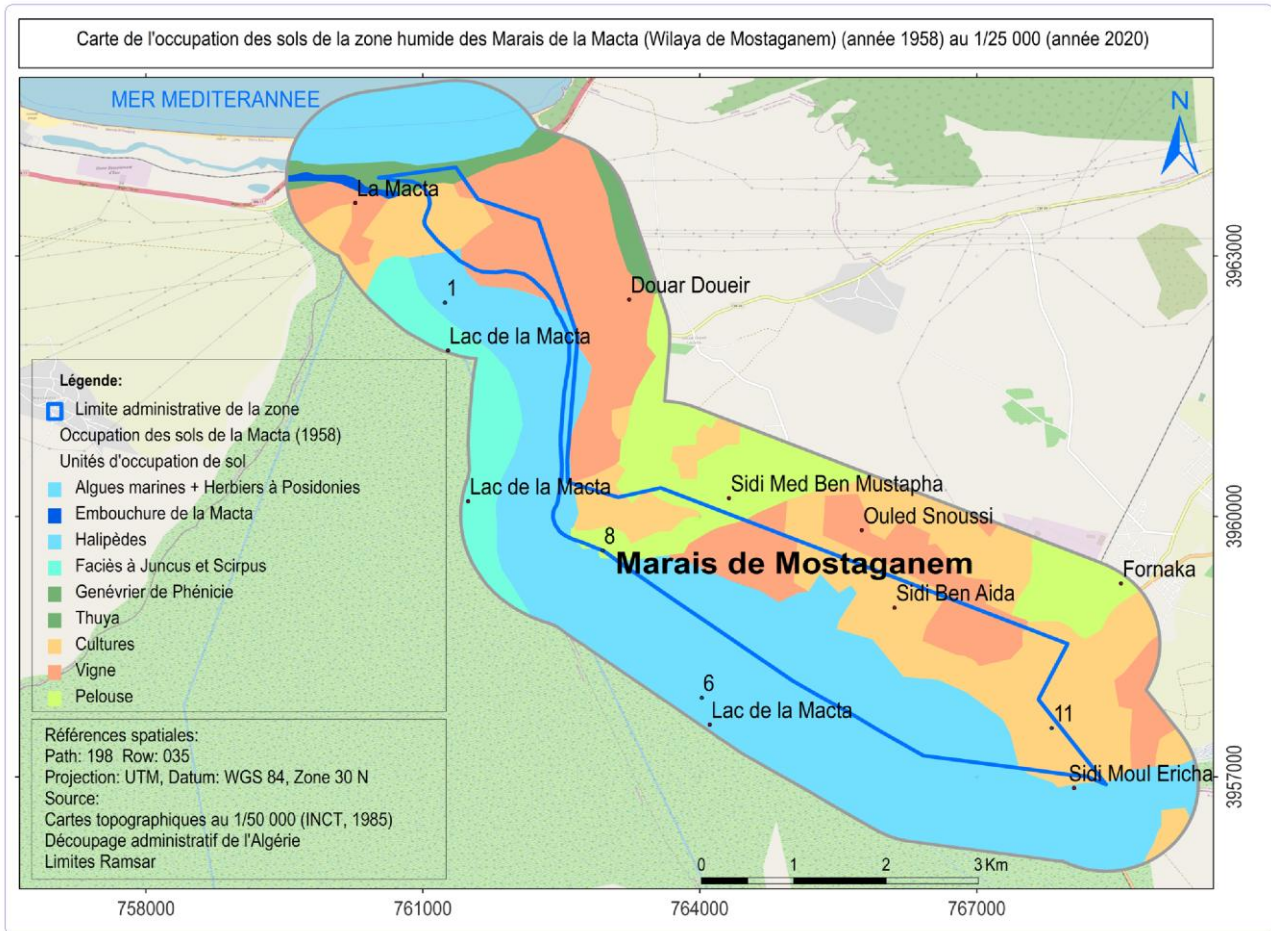 Carte de l'occupation des sols de la zone humide des Marais de la Macta (Wilaya de Mostaganem) (année 1958) au 1/25 000 (année 2020)
MER MEDITERANNEE
N
La Macta
3963000
1
Douar Doueir
Lac de la Macta
Légende:
Limite administrative de la zone
Occupation des sols de la Macta (1958)
Unités d'occupation de sol
Algues marines + Herbiers à Posidonies
Embouchure de la Macta
Halipèdes
Faciès à Juncus et Scirpus
Genévrier de Phénicie
Thuya
Cultures
Vigne
Pelouse
Lac de la Macta
Sidi Med Ben Mustapha
Ouled Snoussi
3960000
8
Marais de Mostaganem
Fornaka
Sidi Ben Aida
6
Lac de la Macta
11
Sidi Moul Ericha
3957000
Références spatiales:
Path: 198 Row: 035
Projection: UTM, Datum: WGS 84, Zone 30 N
Source:
Cartes topographiques au 1/50 000 (INCT, 1985)
Découpage administratif de l'Algérie
Limites Ramsar
0 1 2 3 Km
758000 761000 764000 767000